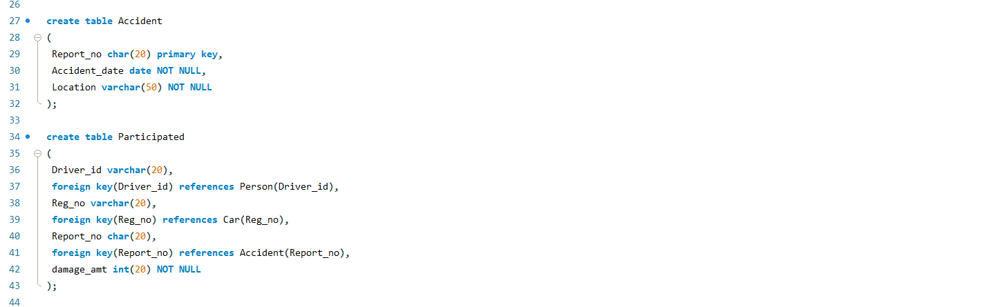 26
27 create table Accident
28 (
29 Report_no char(20) primary key,
30 Accident_date date NOT NULL,
31 Location varchar(50) NOT NULL
32 );
33
34 create table Participated
35 (
36 Driver_id varchar(20),
37 foreign key(Driver_id) references Person(Driver_id),
38 Reg_no varchar(20),
39 foreign key(Reg_no) references Car(Reg_no),
40 Report_no char(20),
41 foreign key(Report_no) references Accident(Report_no),
42 damage_amt int(20) NOT NULL
43 );
44